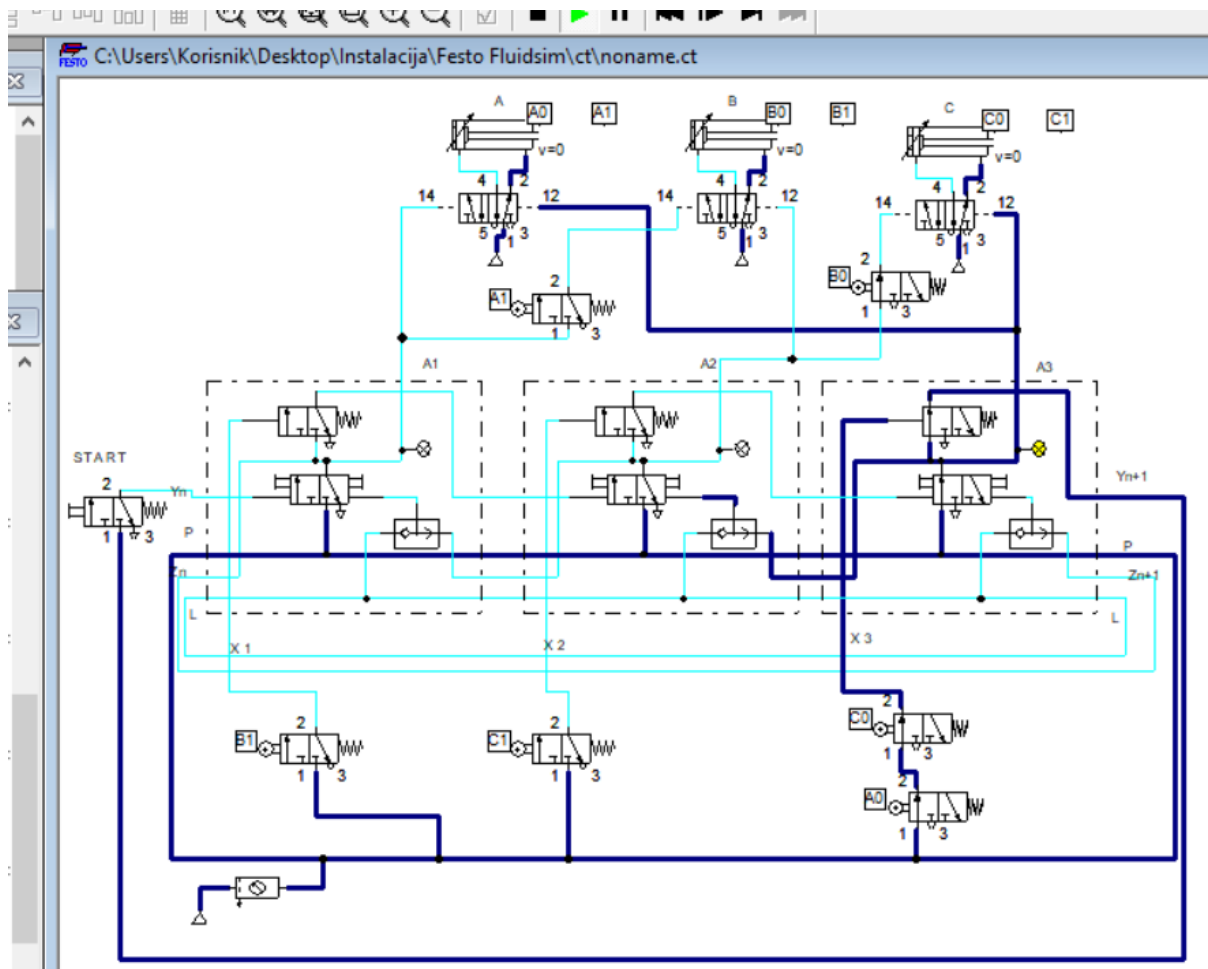 FESTO C:\Users\Korisnik\Desktop\Instalacija\Festo Fluidsim\ct\noname.ct
A A0 A1 B B0 B1 C C0 C1
v=0 v=0 v=0
4 2 4 2 4 2
14 12 14 12 14 12
5 1 3 5 1 3 5 1 3
2 B0
1 3
A1 2
1 3
A1 A2 A3
START
2 Yn Yn+1
1 3
P P
Zn Zn+1
L L
X 1 X 2 X 3
C0 2
1 3
B1 2 C1 2
1 3 1 3
A0 2
1 3